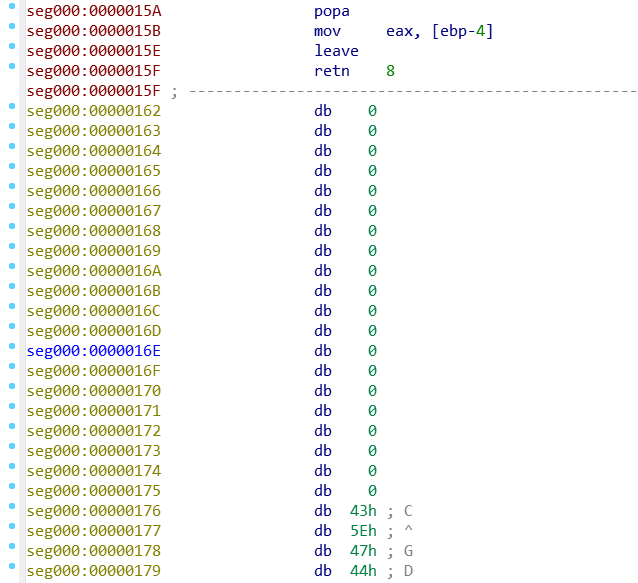 seg000:0000015A popa
seg000:0000015B mov eax, [ebp-4]
seg000:0000015E leave
seg000:0000015F retn 8
seg000:0000015F ; ---------------------------------------------------
seg000:00000162 db 0
seg000:00000163 db 0
seg000:00000164 db 0
seg000:00000165 db 0
seg000:00000166 db 0
seg000:00000167 db 0
seg000:00000168 db 0
seg000:00000169 db 0
seg000:0000016A db 0
seg000:0000016B db 0
seg000:0000016C db 0
seg000:0000016D db 0
seg000:0000016E db 0
seg000:0000016F db 0
seg000:00000170 db 0
seg000:00000171 db 0
seg000:00000172 db 0
seg000:00000173 db 0
seg000:00000174 db 0
seg000:00000175 db 0
seg000:00000176 db 43h ; C
seg000:00000177 db 5Eh ; ^
seg000:00000178 db 47h ; G
seg000:00000179 db 44h ; D